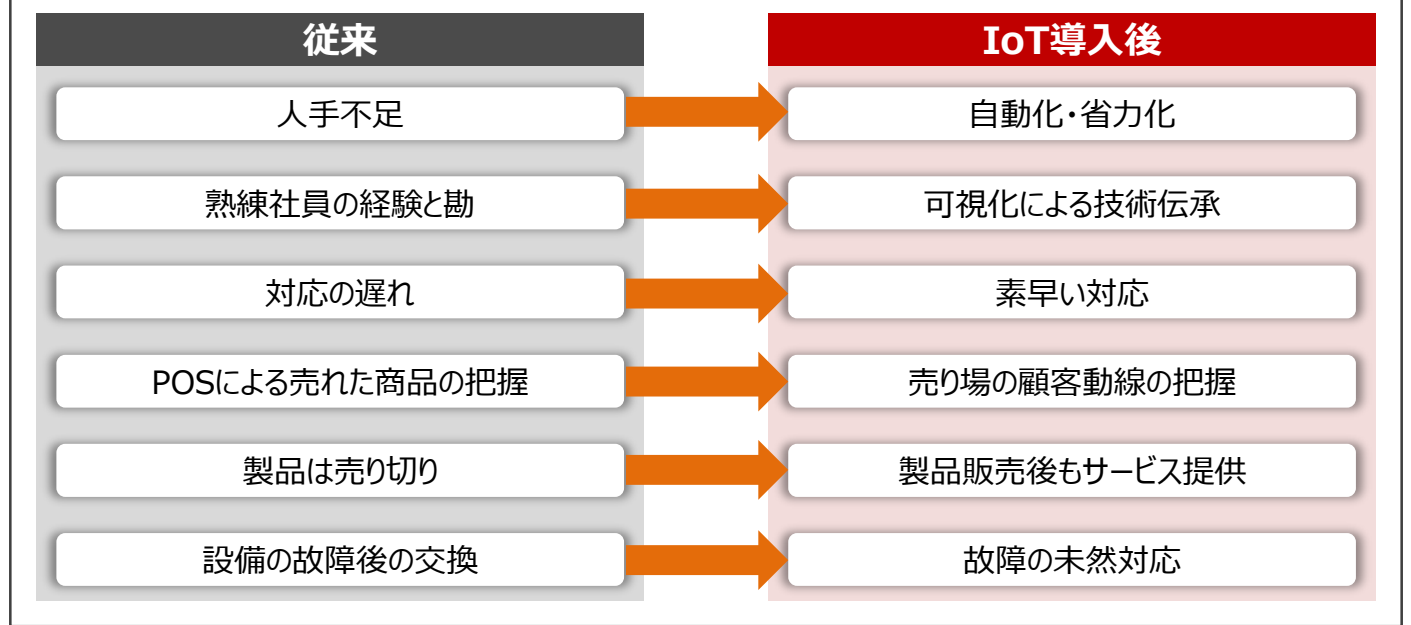 従来
IoT導入後
人手不足
自動化・省力化
熟練社員の経験と勘
可視化による技術伝承
対応の遅れ
素早い対応
POSによる売れた商品の把握
売り場の顧客動線の把握
製品は売り切り
製品販売後もサービス提供
設備の故障後の交換
故障の未然対応